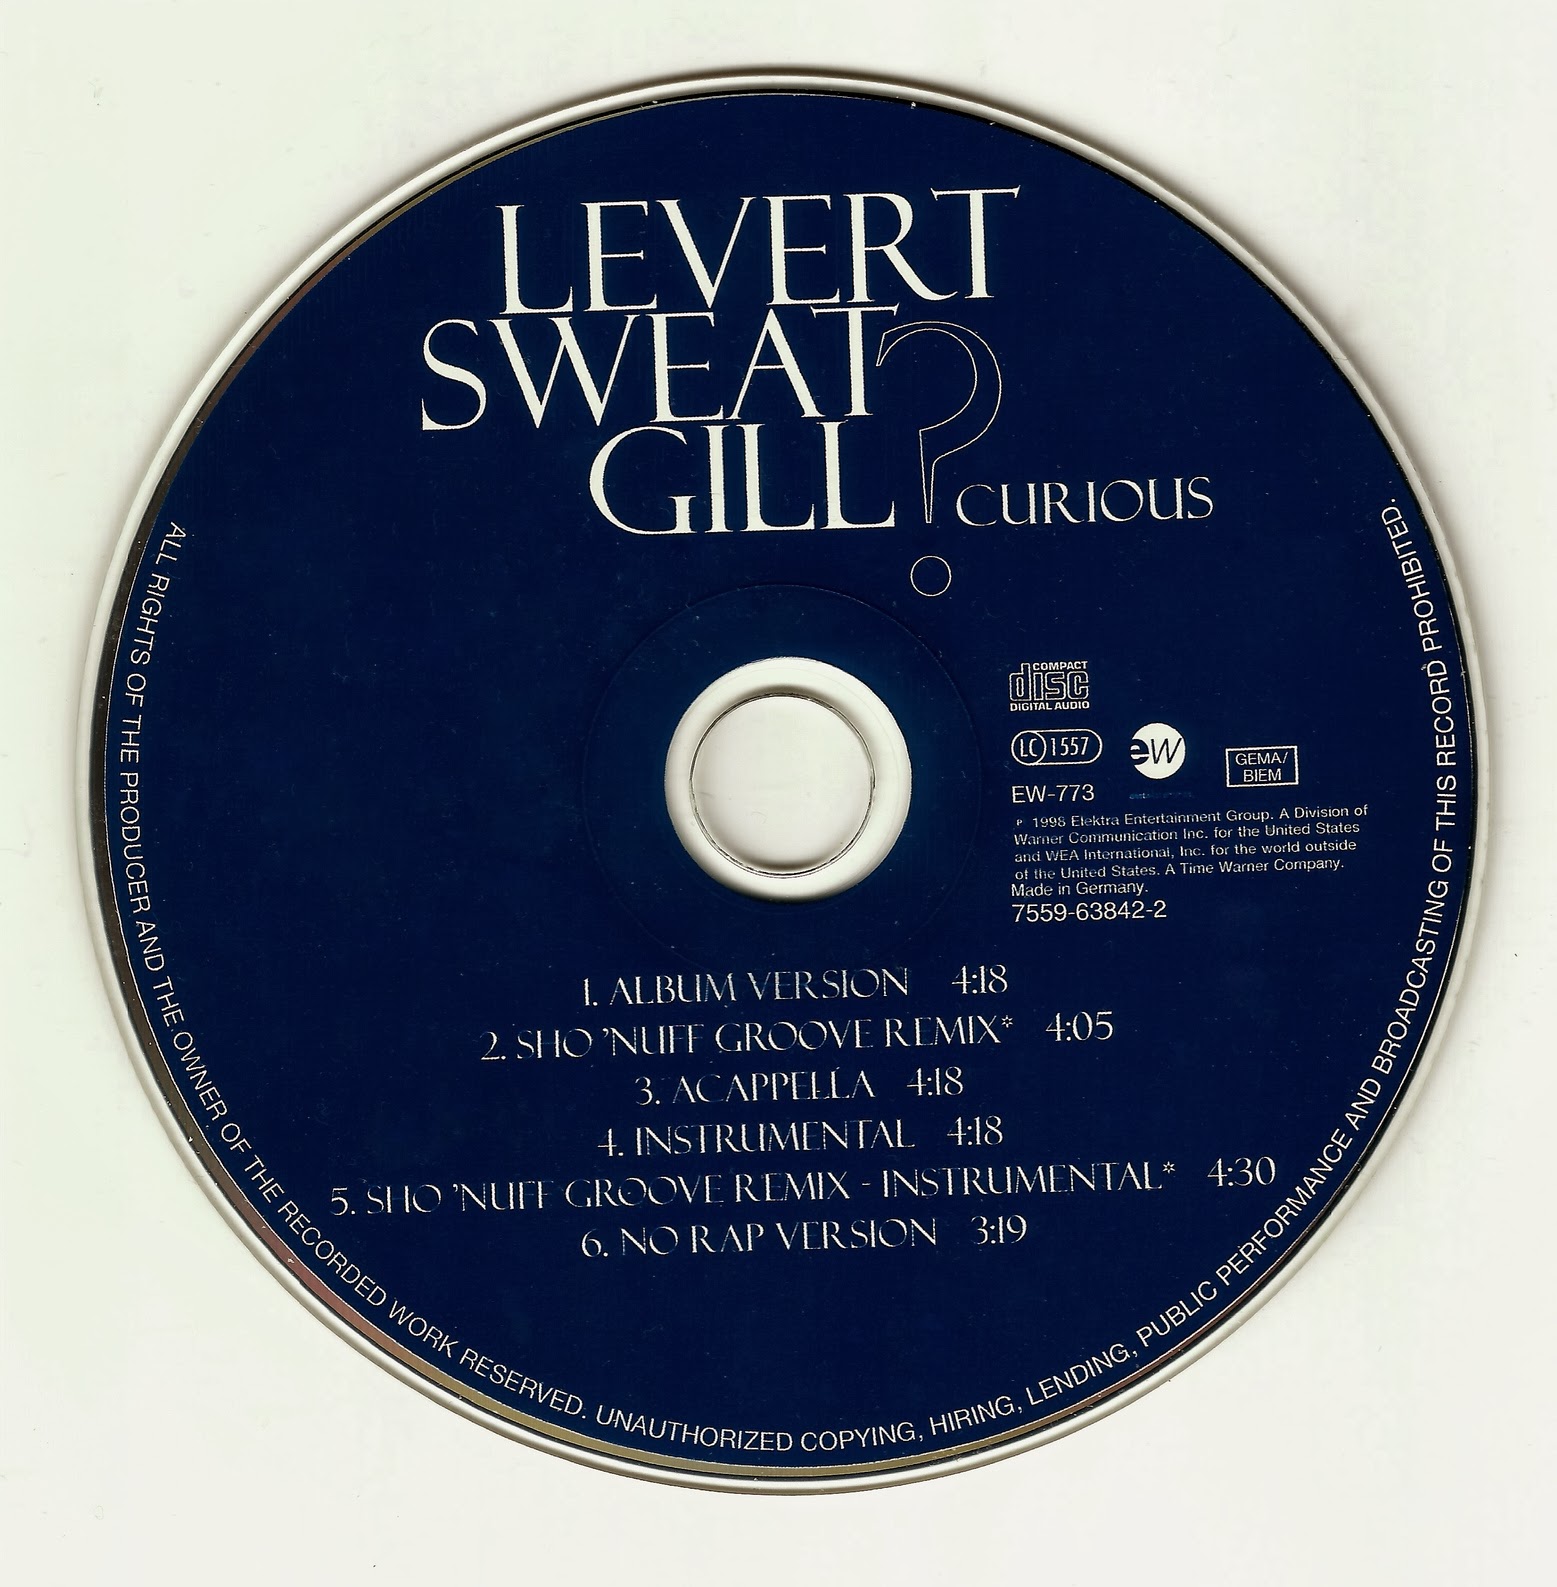 LEVERT
SWEAT
GILL
?
CURIOUS
COMPACT
disc
DIGITAL AUDIO
LC 1557
eW
GEMA/
BIEM
EW-773
℗ 1998 Elektra Entertainment Group. A Division of
Warner Communication Inc. for the United States
and WEA International, Inc. for the world outside
of the United States. A Time Warner Company.
Made in Germany.
7559-63842-2
1. ALBUM VERSION 4:18
2. SHO 'NUFF GROOVE REMIX* 4:05
3. ACAPPELLA 4:18
4. INSTRUMENTAL 4:18
5. SHO 'NUFF GROOVE REMIX - INSTRUMENTAL* 4:30
6. NO RAP VERSION 3:19
ALL RIGHTS OF THE PRODUCER AND THE OWNER OF THE RECORDED WORK RESERVED. UNAUTHORIZED COPYING, HIRING, LENDING, PUBLIC PERFORMANCE AND BROADCASTING OF THIS RECORD PROHIBITED.